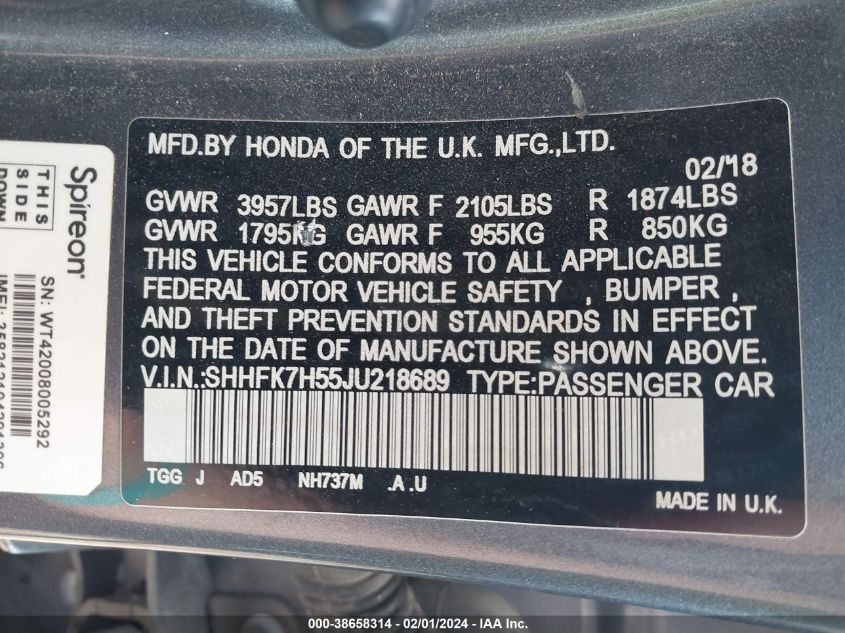 MFD.BY HONDA OF THE U.K. MFG.,LTD.
02/18
GVWR 3957LBS GAWR F 2105LBS R 1874LBS
GVWR 1795KG GAWR F 955KG R 850KG
THIS VEHICLE CONFORMS TO ALL APPLICABLE
FEDERAL MOTOR VEHICLE SAFETY , BUMPER ,
AND THEFT PREVENTION STANDARDS IN EFFECT
ON THE DATE OF MANUFACTURE SHOWN ABOVE.
V.I.N.:SHHFK7H55JU218689 TYPE:PASSENGER CAR
TGG J AD5 NH737M .A .U
MADE IN U.K.
Spireon
THIS
SIDE
DOWN
SN: WT42008005292
IMEI:
000-38658314 / 02/01/2024 - IAA Inc.